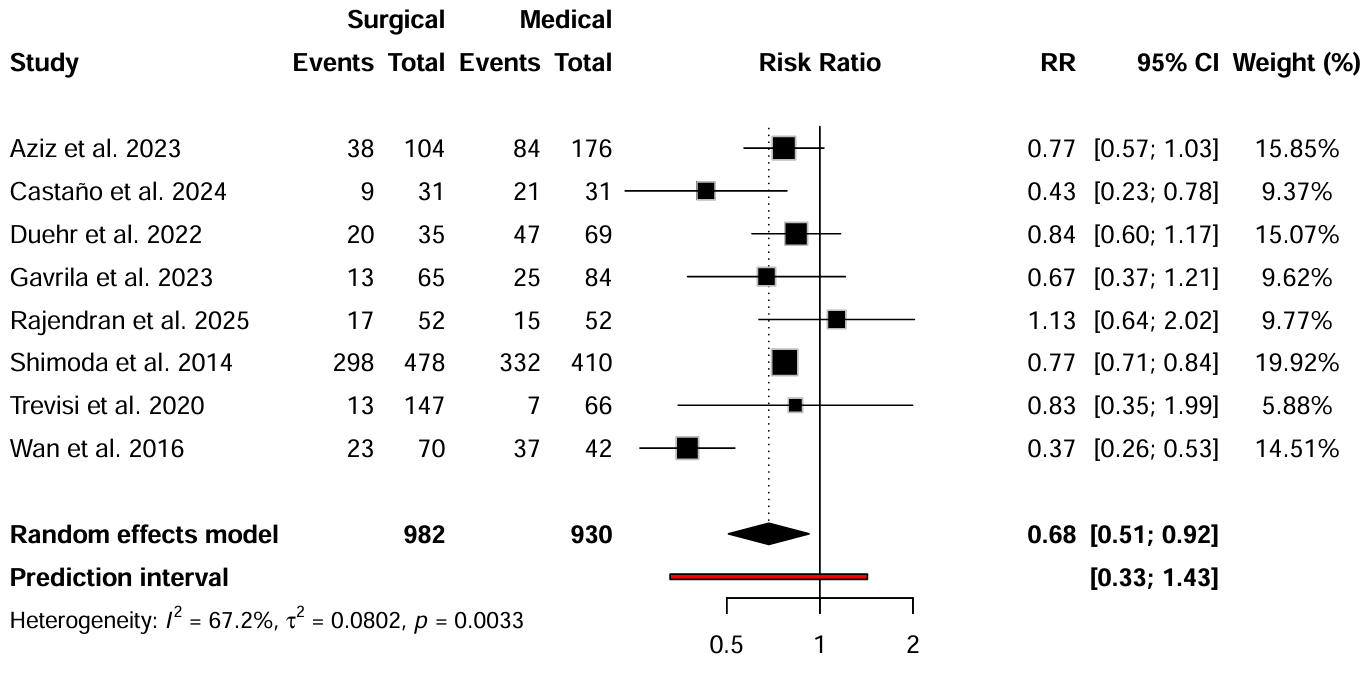 Surgical Medical
Study Events Total Events Total Risk Ratio RR 95% CI Weight (%)
Aziz et al. 2023 38 104 84 176 0.77 [0.57; 1.03] 15.85%
Castaño et al. 2024 9 31 21 31 0.43 [0.23; 0.78] 9.37%
Duehr et al. 2022 20 35 47 69 0.84 [0.60; 1.17] 15.07%
Gavrila et al. 2023 13 65 25 84 0.67 [0.37; 1.21] 9.62%
Rajendran et al. 2025 17 52 15 52 1.13 [0.64; 2.02] 9.77%
Shimoda et al. 2014 298 478 332 410 0.77 [0.71; 0.84] 19.92%
Trevisi et al. 2020 13 147 7 66 0.83 [0.35; 1.99] 5.88%
Wan et al. 2016 23 70 37 42 0.37 [0.26; 0.53] 14.51%
Random effects model 982 930 0.68 [0.51; 0.92]
Prediction interval [0.33; 1.43]
Heterogeneity: I² = 67.2%, τ² = 0.0802, p = 0.0033
0.5 1 2